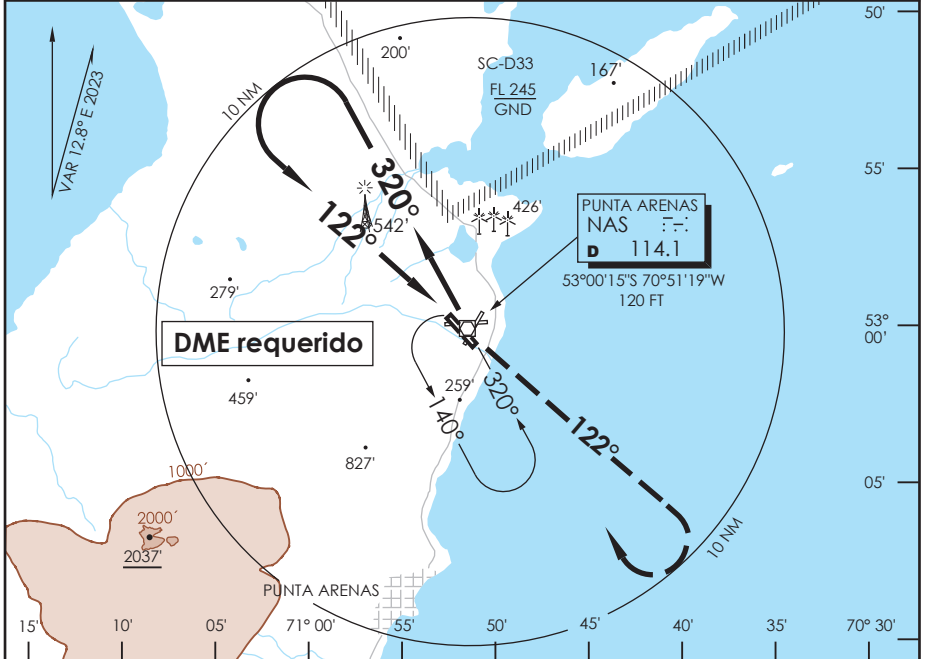 50'
200'
SC-D33
FL 245
GND
167'
10 NM
VAR 12.8° E 2023
55'
320°
122°
542'
426'
PUNTA ARENAS
NAS
D 114.1
53°00'15"S 70°51'19"W
120 FT
279'
53°
00'
DME requerido
459'
259'
320°
140°
122°
827'
1000´
05'
2000´
2037'
10 NM
PUNTA ARENAS
15'
10'
05'
71° 00'
55'
50'
45'
40'
35'
70° 30'